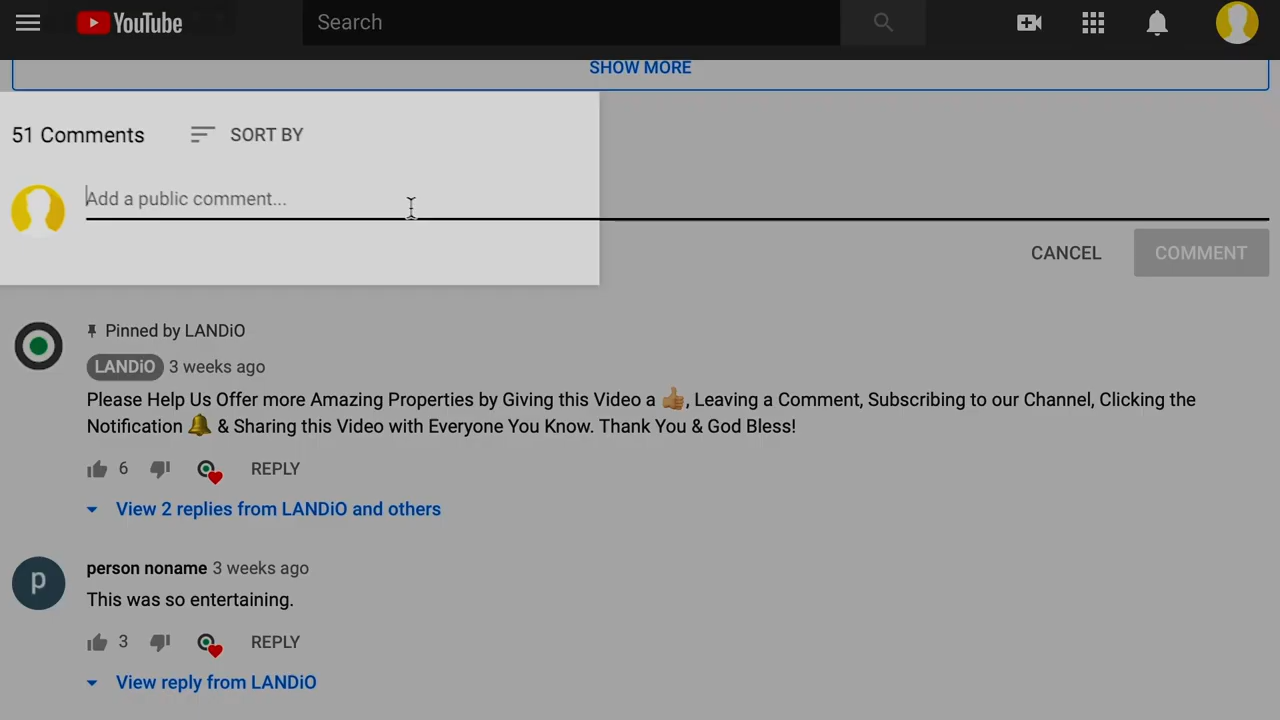 YouTube
Search
SHOW MORE
51 Comments
SORT BY
Add a public comment...
CANCEL
COMMENT
Pinned by LANDiO
LANDiO 3 weeks ago
Please Help Us Offer more Amazing Properties by Giving this Video a 👍🏼, Leaving a Comment, Subscribing to our Channel, Clicking the
Notification 🔔 & Sharing this Video with Everyone You Know. Thank You & God Bless!
6
REPLY
View 2 replies from LANDiO and others
p
person noname 3 weeks ago
This was so entertaining.
3
REPLY
View reply from LANDiO